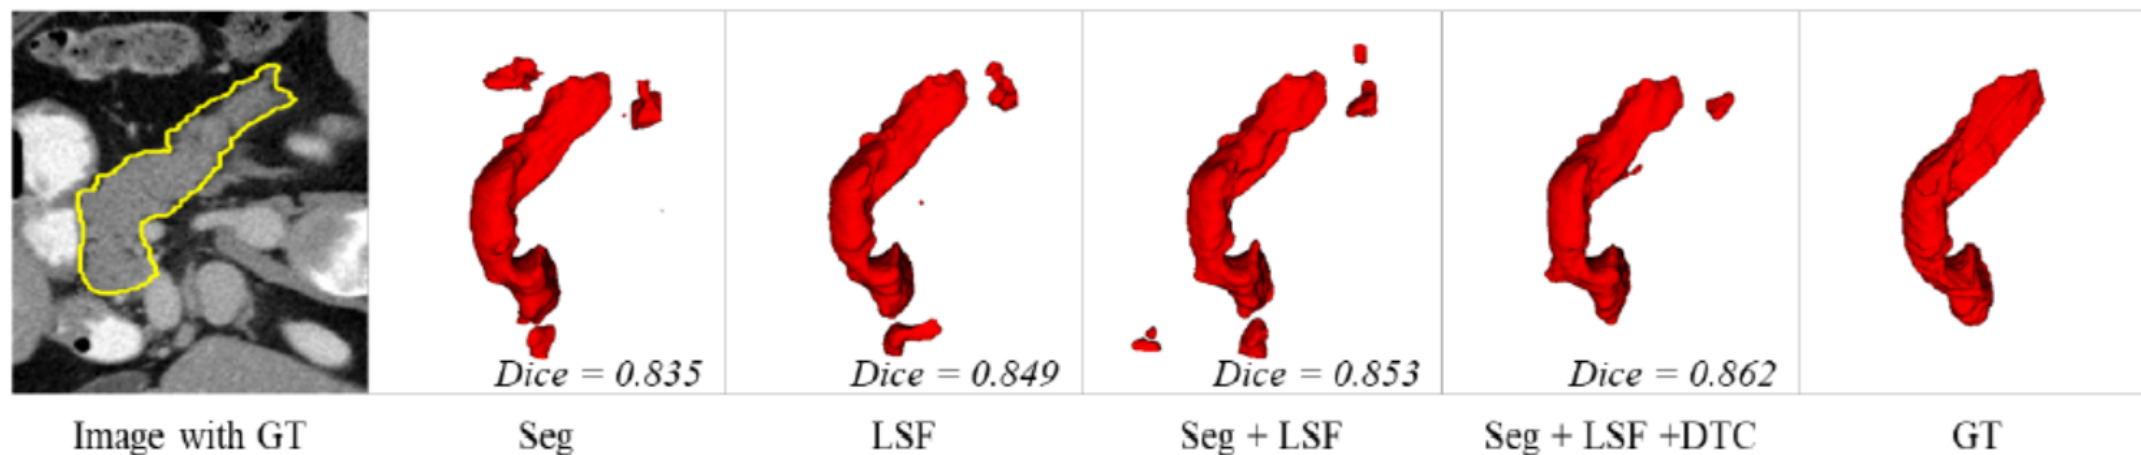 Dice = 0.835
Dice = 0.849
Dice = 0.853
Dice = 0.862
Image with GT
Seg
LSF
Seg + LSF
Seg + LSF +DTC
GT